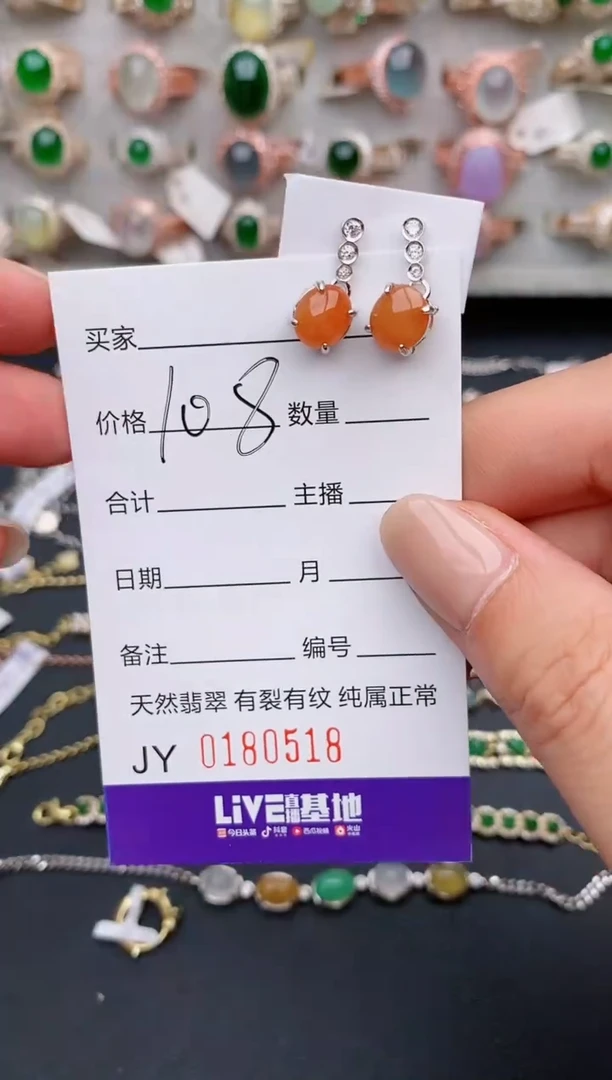 买家
价格 108 数量
合计 主播
日期 月
备注 编号
天然翡翠 有裂有纹 纯属正常
JY 0180518
LIVE直播基地
今日头条 抖音 西瓜视频 火山